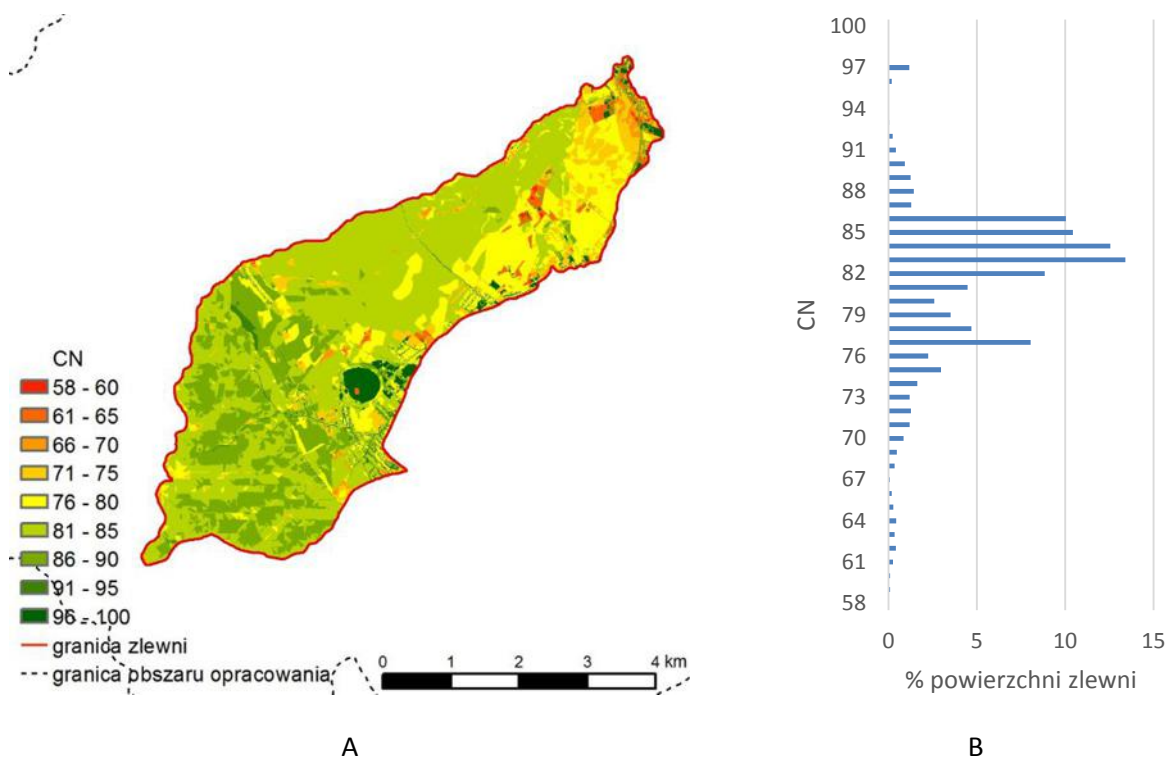 CN
58 - 60
61 - 65
66 - 70
71 - 75
76 - 80
81 - 85
86 - 90
91 - 95
96 - 100
granica zlewni
granica obszaru opracowania
0 1 2 3 4 km
A
100
97
94
91
88
85
82
79
76
73
70
67
64
61
58
CN
0 5 10 15
% powierzchni zlewni
B